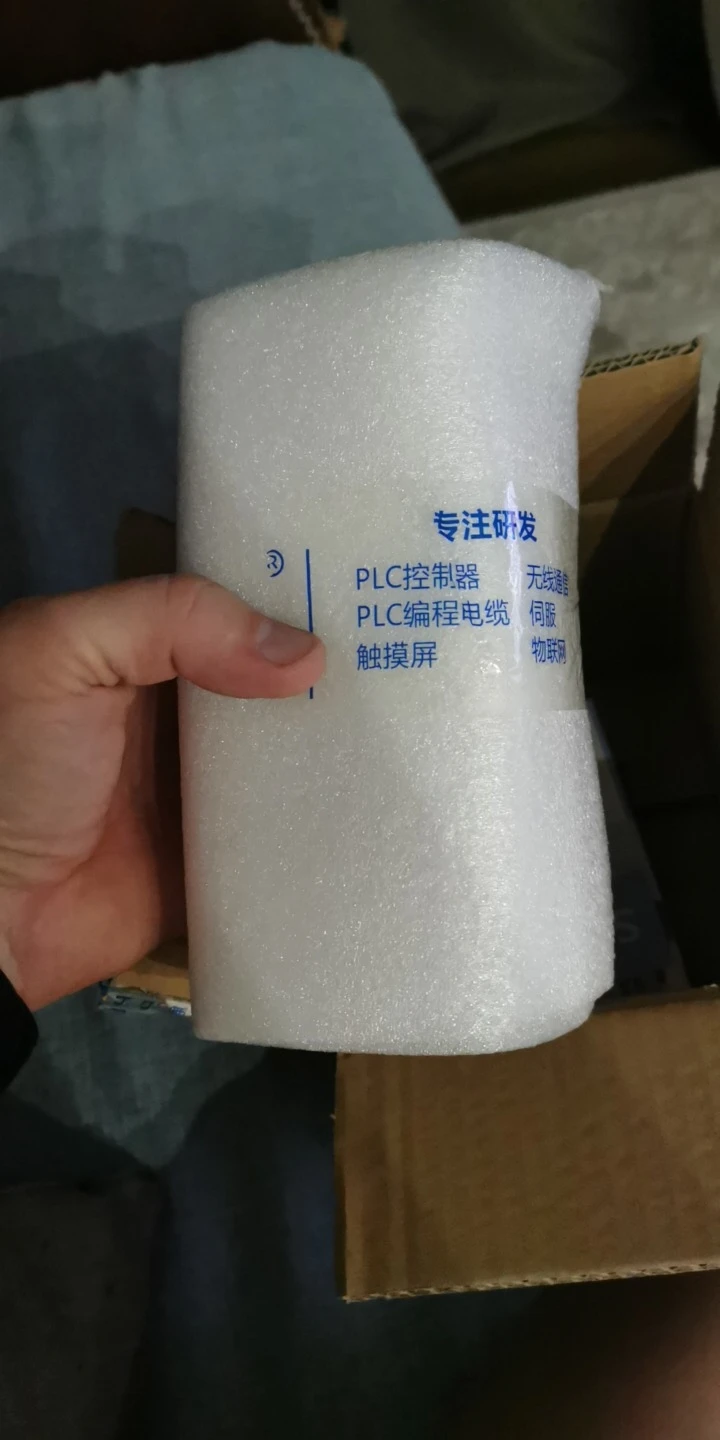 ®
专注研发
PLC控制器 无线通信
PLC编程电缆 伺服
触摸屏 物联网